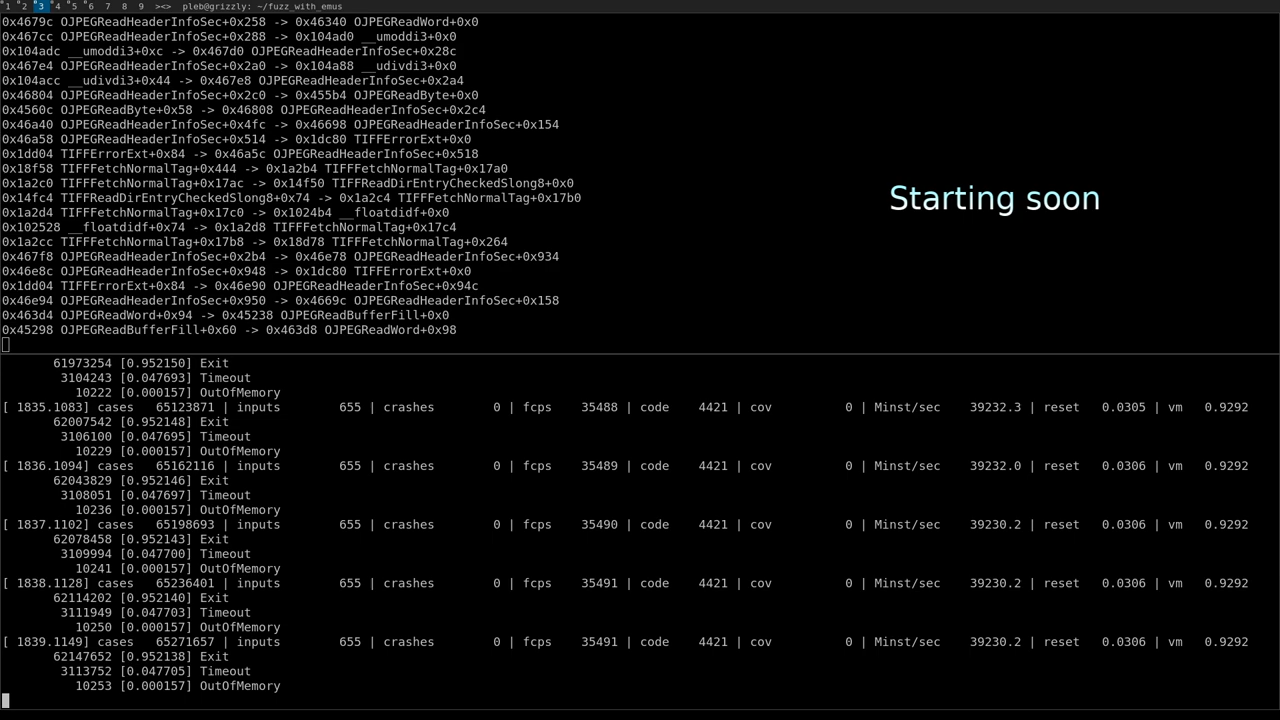 1 2 3 4 5 6 7 8 9 ><> pleb@grizzly: ~/fuzz_with_emus
0x4679c OJPEGReadHeaderInfoSec+0x258 -> 0x46340 OJPEGReadWord+0x0
0x467cc OJPEGReadHeaderInfoSec+0x288 -> 0x104ad0 __umoddi3+0x0
0x104adc __umoddi3+0xc -> 0x467d0 OJPEGReadHeaderInfoSec+0x28c
0x467e4 OJPEGReadHeaderInfoSec+0x2a0 -> 0x104a88 __udivdi3+0x0
0x104acc __udivdi3+0x44 -> 0x467e8 OJPEGReadHeaderInfoSec+0x2a4
0x46804 OJPEGReadHeaderInfoSec+0x2c0 -> 0x455b4 OJPEGReadByte+0x0
0x4560c OJPEGReadByte+0x58 -> 0x46808 OJPEGReadHeaderInfoSec+0x2c4
0x46a40 OJPEGReadHeaderInfoSec+0x4fc -> 0x46698 OJPEGReadHeaderInfoSec+0x154
0x46a58 OJPEGReadHeaderInfoSec+0x514 -> 0x1dc80 TIFFErrorExt+0x0
0x1dd04 TIFFErrorExt+0x84 -> 0x46a5c OJPEGReadHeaderInfoSec+0x518
0x18f58 TIFFFetchNormalTag+0x444 -> 0x1a2b4 TIFFFetchNormalTag+0x17a0
0x1a2c0 TIFFFetchNormalTag+0x17ac -> 0x14f50 TIFFReadDirEntryCheckedSlong8+0x0
0x14fc4 TIFFReadDirEntryCheckedSlong8+0x74 -> 0x1a2c4 TIFFFetchNormalTag+0x17b0
0x1a2d4 TIFFFetchNormalTag+0x17c0 -> 0x1024b4 __floatdidf+0x0
0x102528 __floatdidf+0x74 -> 0x1a2d8 TIFFFetchNormalTag+0x17c4
0x1a2cc TIFFFetchNormalTag+0x17b8 -> 0x18d78 TIFFFetchNormalTag+0x264
0x467f8 OJPEGReadHeaderInfoSec+0x2b4 -> 0x46e78 OJPEGReadHeaderInfoSec+0x934
0x46e8c OJPEGReadHeaderInfoSec+0x948 -> 0x1dc80 TIFFErrorExt+0x0
0x1dd04 TIFFErrorExt+0x84 -> 0x46e90 OJPEGReadHeaderInfoSec+0x94c
0x46e94 OJPEGReadHeaderInfoSec+0x950 -> 0x4669c OJPEGReadHeaderInfoSec+0x158
0x463d4 OJPEGReadWord+0x94 -> 0x45238 OJPEGReadBufferFill+0x0
0x45298 OJPEGReadBufferFill+0x60 -> 0x463d8 OJPEGReadWord+0x98
Starting soon
61973254 [0.952150] Exit
3104243 [0.047693] Timeout
10222 [0.000157] OutOfMemory
[ 1835.1083] cases 65123871 | inputs 655 | crashes 0 | fcps 35488 | code 4421 | cov 0 | Minst/sec 39232.3 | reset 0.0305 | vm 0.9292
62007542 [0.952148] Exit
3106100 [0.047695] Timeout
10229 [0.000157] OutOfMemory
[ 1836.1094] cases 65162116 | inputs 655 | crashes 0 | fcps 35489 | code 4421 | cov 0 | Minst/sec 39232.0 | reset 0.0306 | vm 0.9292
62043829 [0.952146] Exit
3108051 [0.047697] Timeout
10236 [0.000157] OutOfMemory
[ 1837.1102] cases 65198693 | inputs 655 | crashes 0 | fcps 35490 | code 4421 | cov 0 | Minst/sec 39230.2 | reset 0.0306 | vm 0.9292
62078458 [0.952143] Exit
3109994 [0.047700] Timeout
10241 [0.000157] OutOfMemory
[ 1838.1128] cases 65236401 | inputs 655 | crashes 0 | fcps 35491 | code 4421 | cov 0 | Minst/sec 39230.2 | reset 0.0306 | vm 0.9292
62114202 [0.952140] Exit
3111949 [0.047703] Timeout
10250 [0.000157] OutOfMemory
[ 1839.1149] cases 65271657 | inputs 655 | crashes 0 | fcps 35491 | code 4421 | cov 0 | Minst/sec 39230.2 | reset 0.0306 | vm 0.9292
62147652 [0.952138] Exit
3113752 [0.047705] Timeout
10253 [0.000157] OutOfMemory